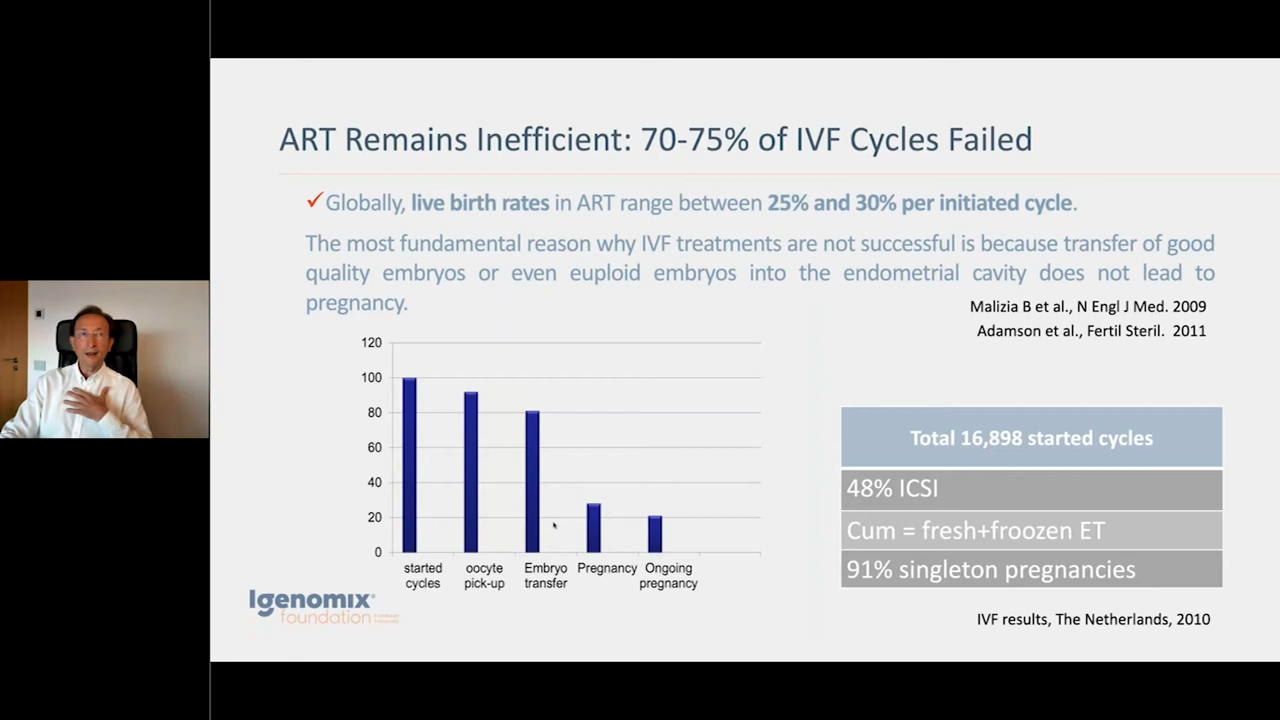 ART Remains Inefficient: 70-75% of IVF Cycles Failed
✓Globally, live birth rates in ART range between 25% and 30% per initiated cycle.
The most fundamental reason why IVF treatments are not successful is because transfer of good
quality embryos or even euploid embryos into the endometrial cavity does not lead to
pregnancy.
Malizia B et al., N Engl J Med. 2009
Adamson et al., Fertil Steril. 2011
120
100
80
60
40
20
0
started cycles
oocyte pick-up
Embryo transfer
Pregnancy
Ongoing pregnancy
Total 16,898 started cycles
48% ICSI
Cum = fresh+froozen ET
91% singleton pregnancies
Igenomix
foundation
IVF results, The Netherlands, 2010